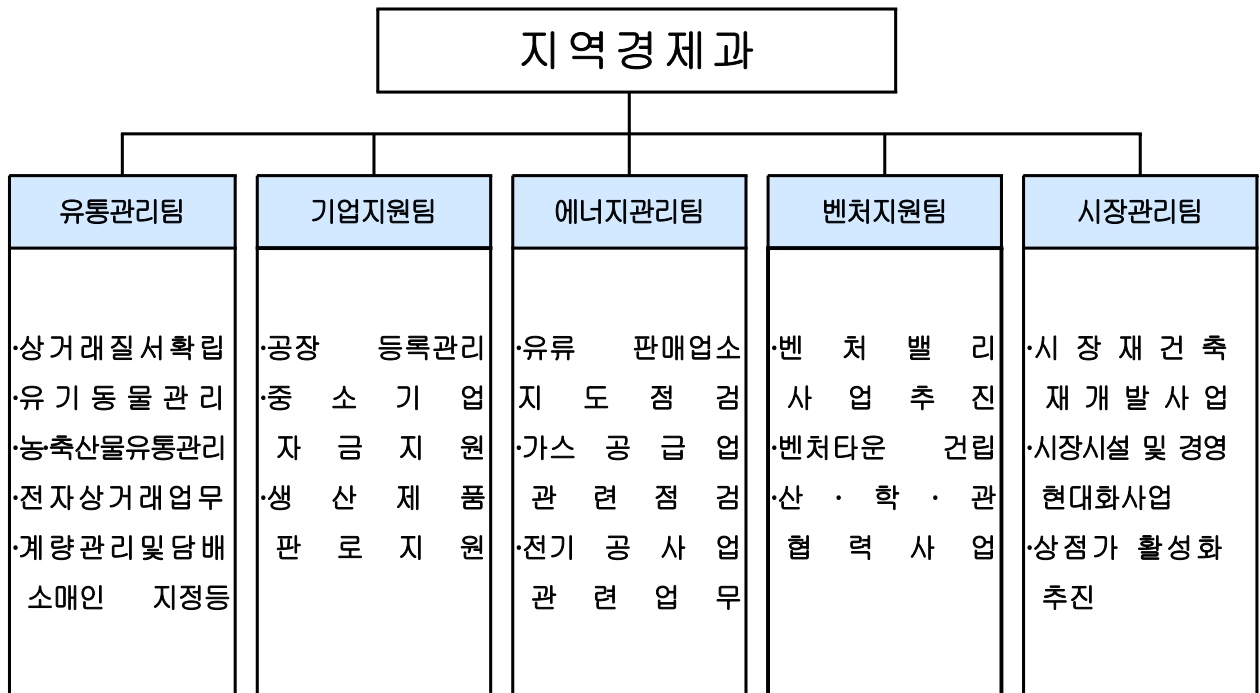 지역경제과
유통관리팀
·상거래질서확립
·유기동물관리
·농·축산물유통관리
·전자상거래업무
·계량관리및담배
소매인 지정등
기업지원팀
·공장 등록관리
·중소기업
자금지원
·생산제품
판로지원
에너지관리팀
·유류 판매업소
지도점검
·가스공급업
관련점검
·전기공사업
관련업무
벤처지원팀
·벤처밸리
사업추진
·벤처타운 건립
·산·학·관
협력사업
시장관리팀
·시장재건축
재개발사업
·시장시설 및 경영
현대화사업
·상점가 활성화
추진